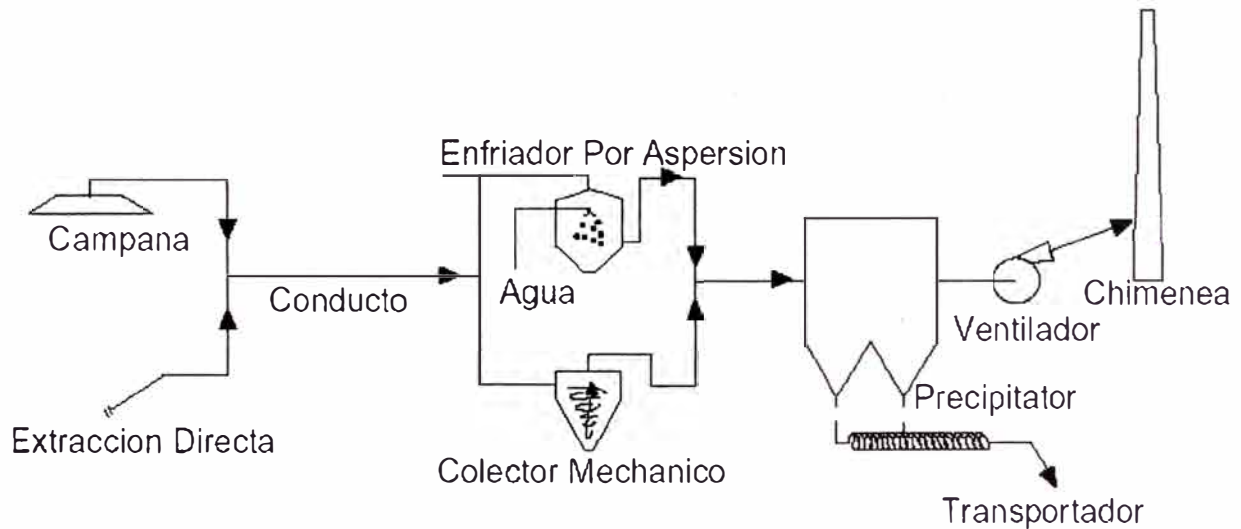 Enfriador Por Aspersion
Campana
Conducto
Agua
Chimenea
Ventilador
Precipitator
Extraccion Directa
Colector Mechanico
Transportador